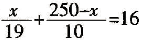 x/19 + 250-x/10 = 16